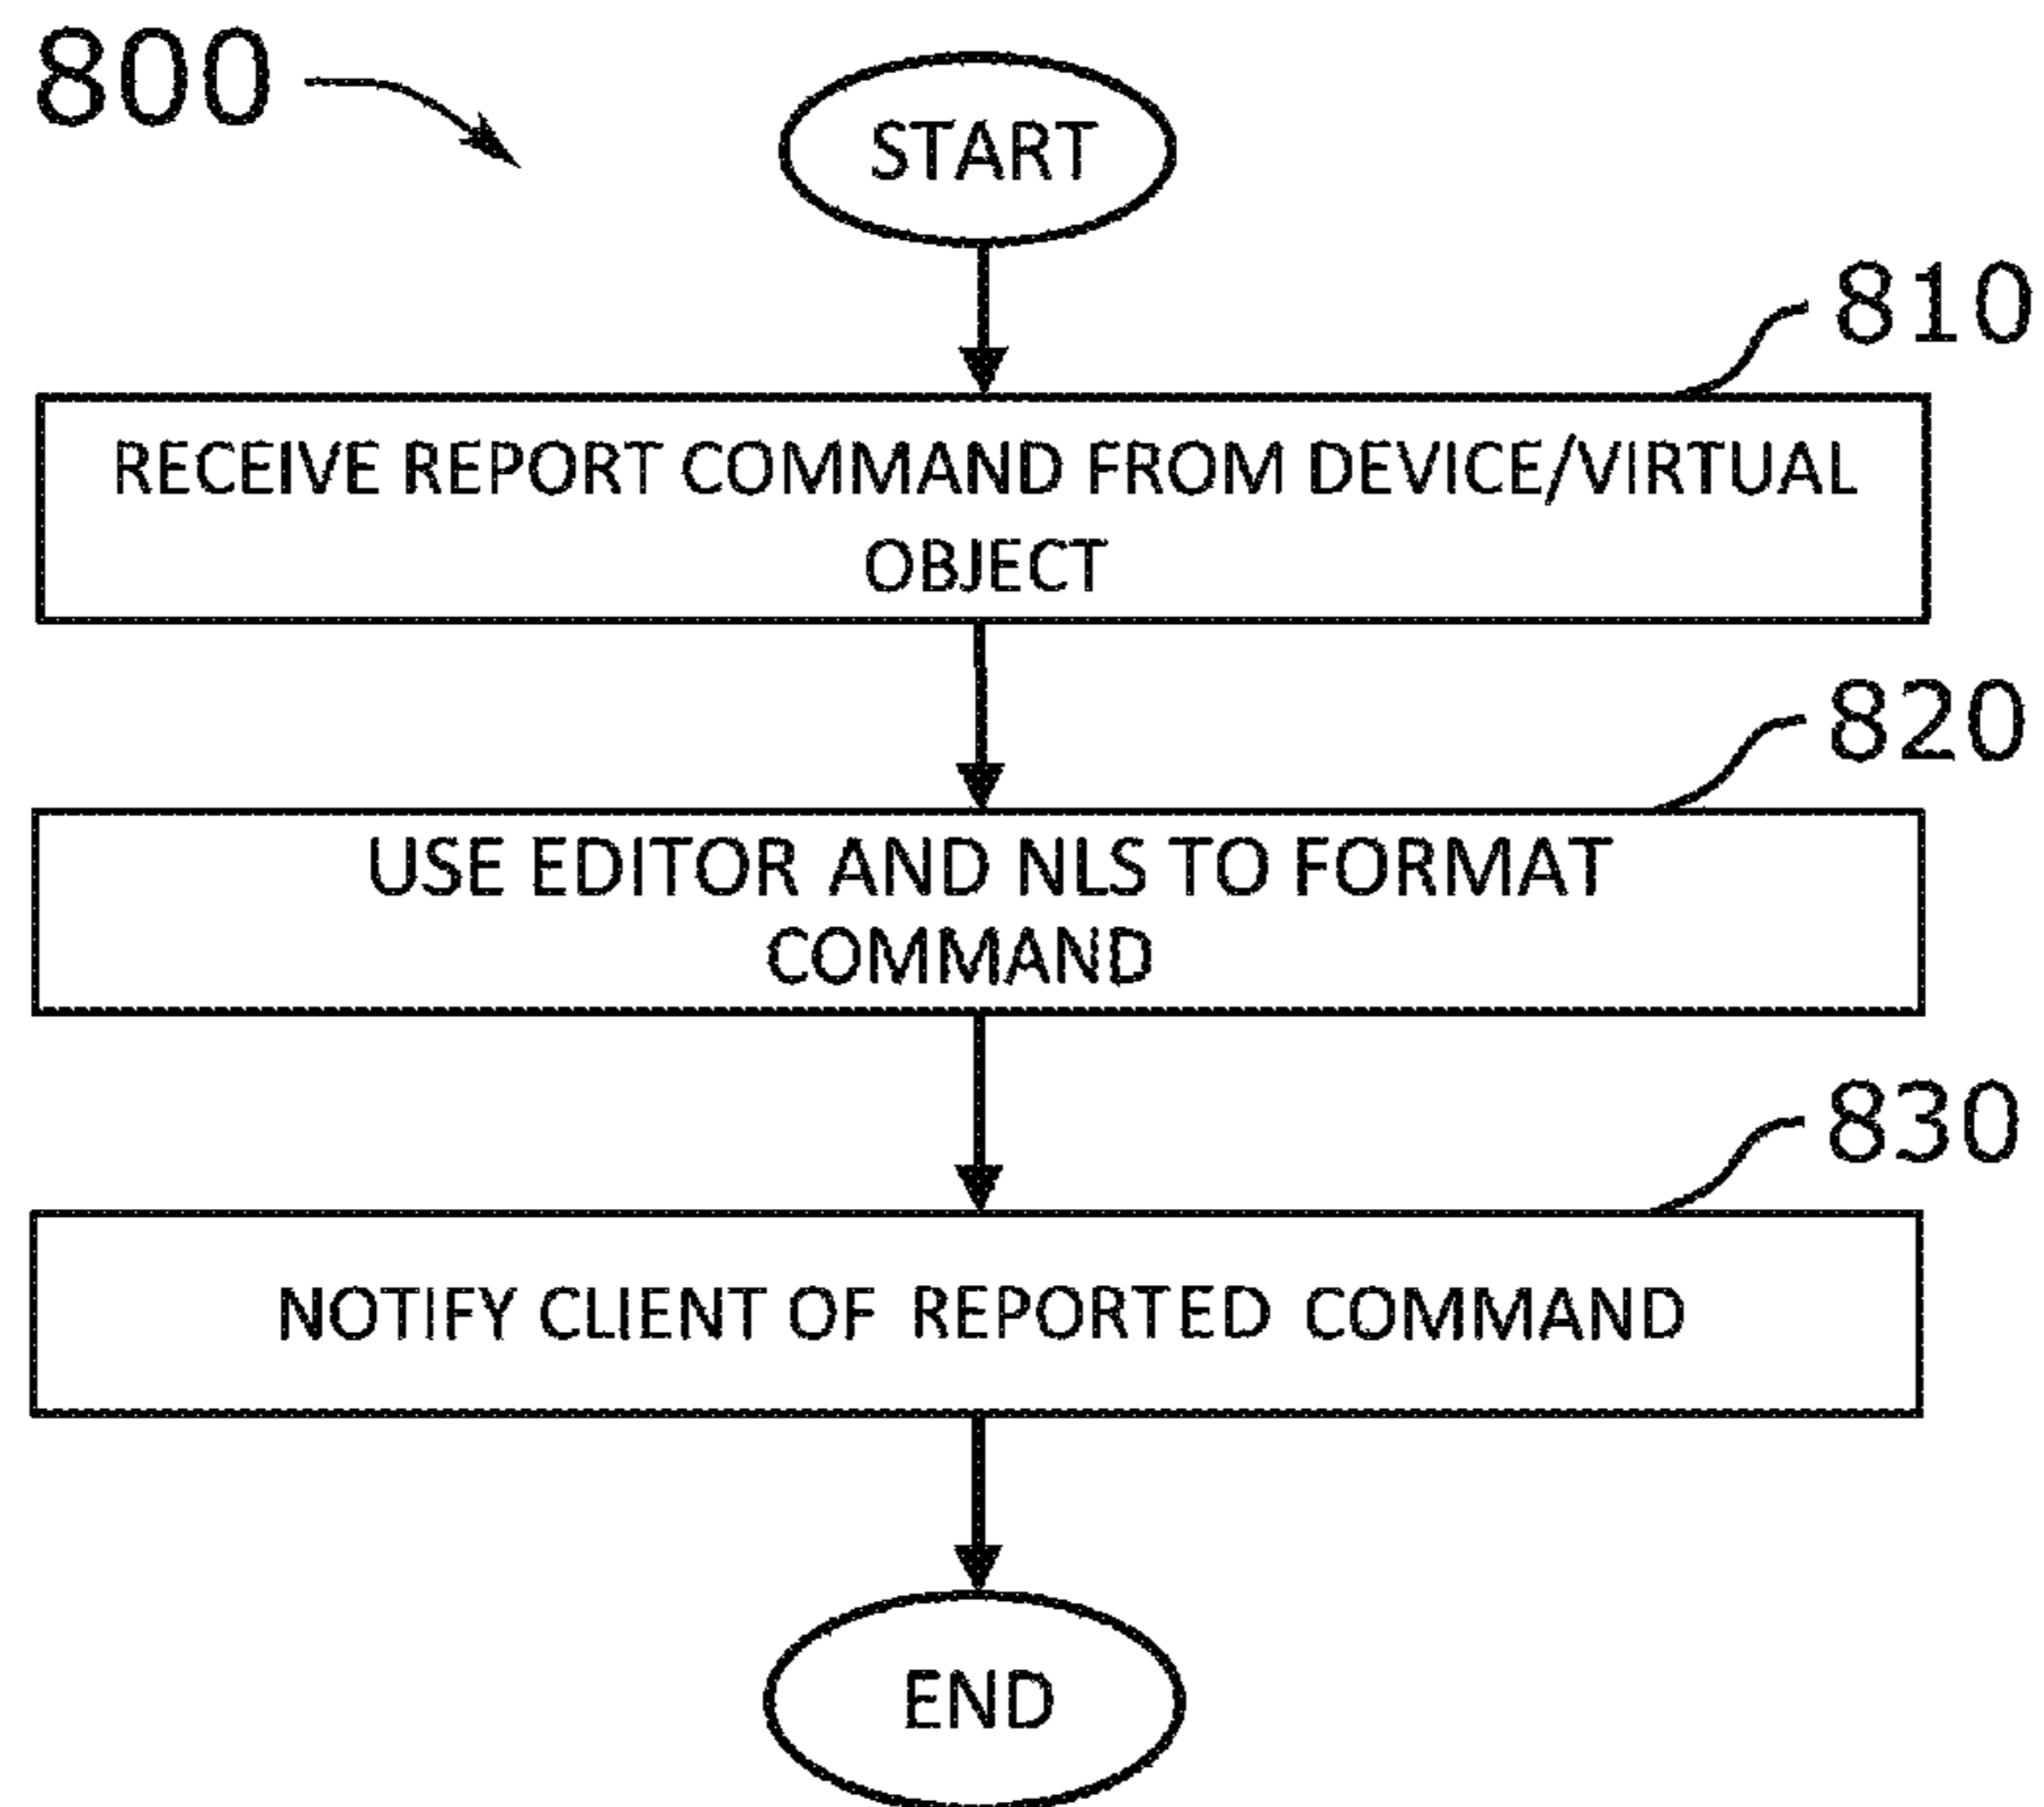 800
START
810
RECEIVE REPORT COMMAND FROM DEVICE/VIRTUAL
OBJECT
820
USE EDITOR AND NLS TO FORMAT
COMMAND
830
NOTIFY CLIENT OF REPORTED COMMAND
END